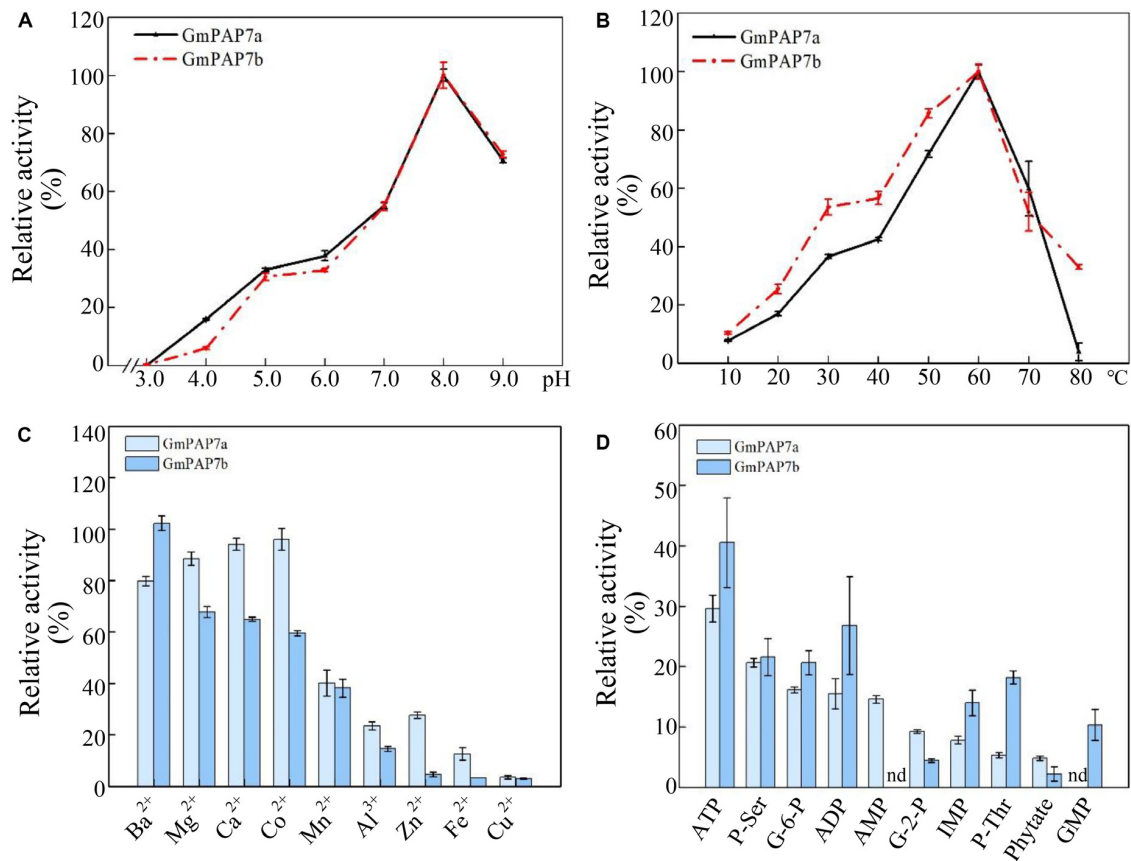 A
120
100
80
60
40
20
0
Relative activity
(%)
GmPAP7a
GmPAP7b
3.0 4.0 5.0 6.0 7.0 8.0 9.0 pH
B
120
100
80
60
40
20
0
Relative activity
(%)
GmPAP7a
GmPAP7b
10 20 30 40 50 60 70 80 °C
C
140
120
100
80
60
40
20
0
Relative activity
(%)
GmPAP7a
GmPAP7b
Ba²⁺ Mg²⁺ Ca²⁺ Co²⁺ Mn²⁺ Al³⁺ Zn²⁺ Fe²⁺ Cu²⁺
D
60
50
40
30
20
10
0
Relative activity
(%)
GmPAP7a
GmPAP7b
nd
nd
ATP P-Ser G-6-P ADP AMP G-2-P IMP P-Thr Phytate GMP